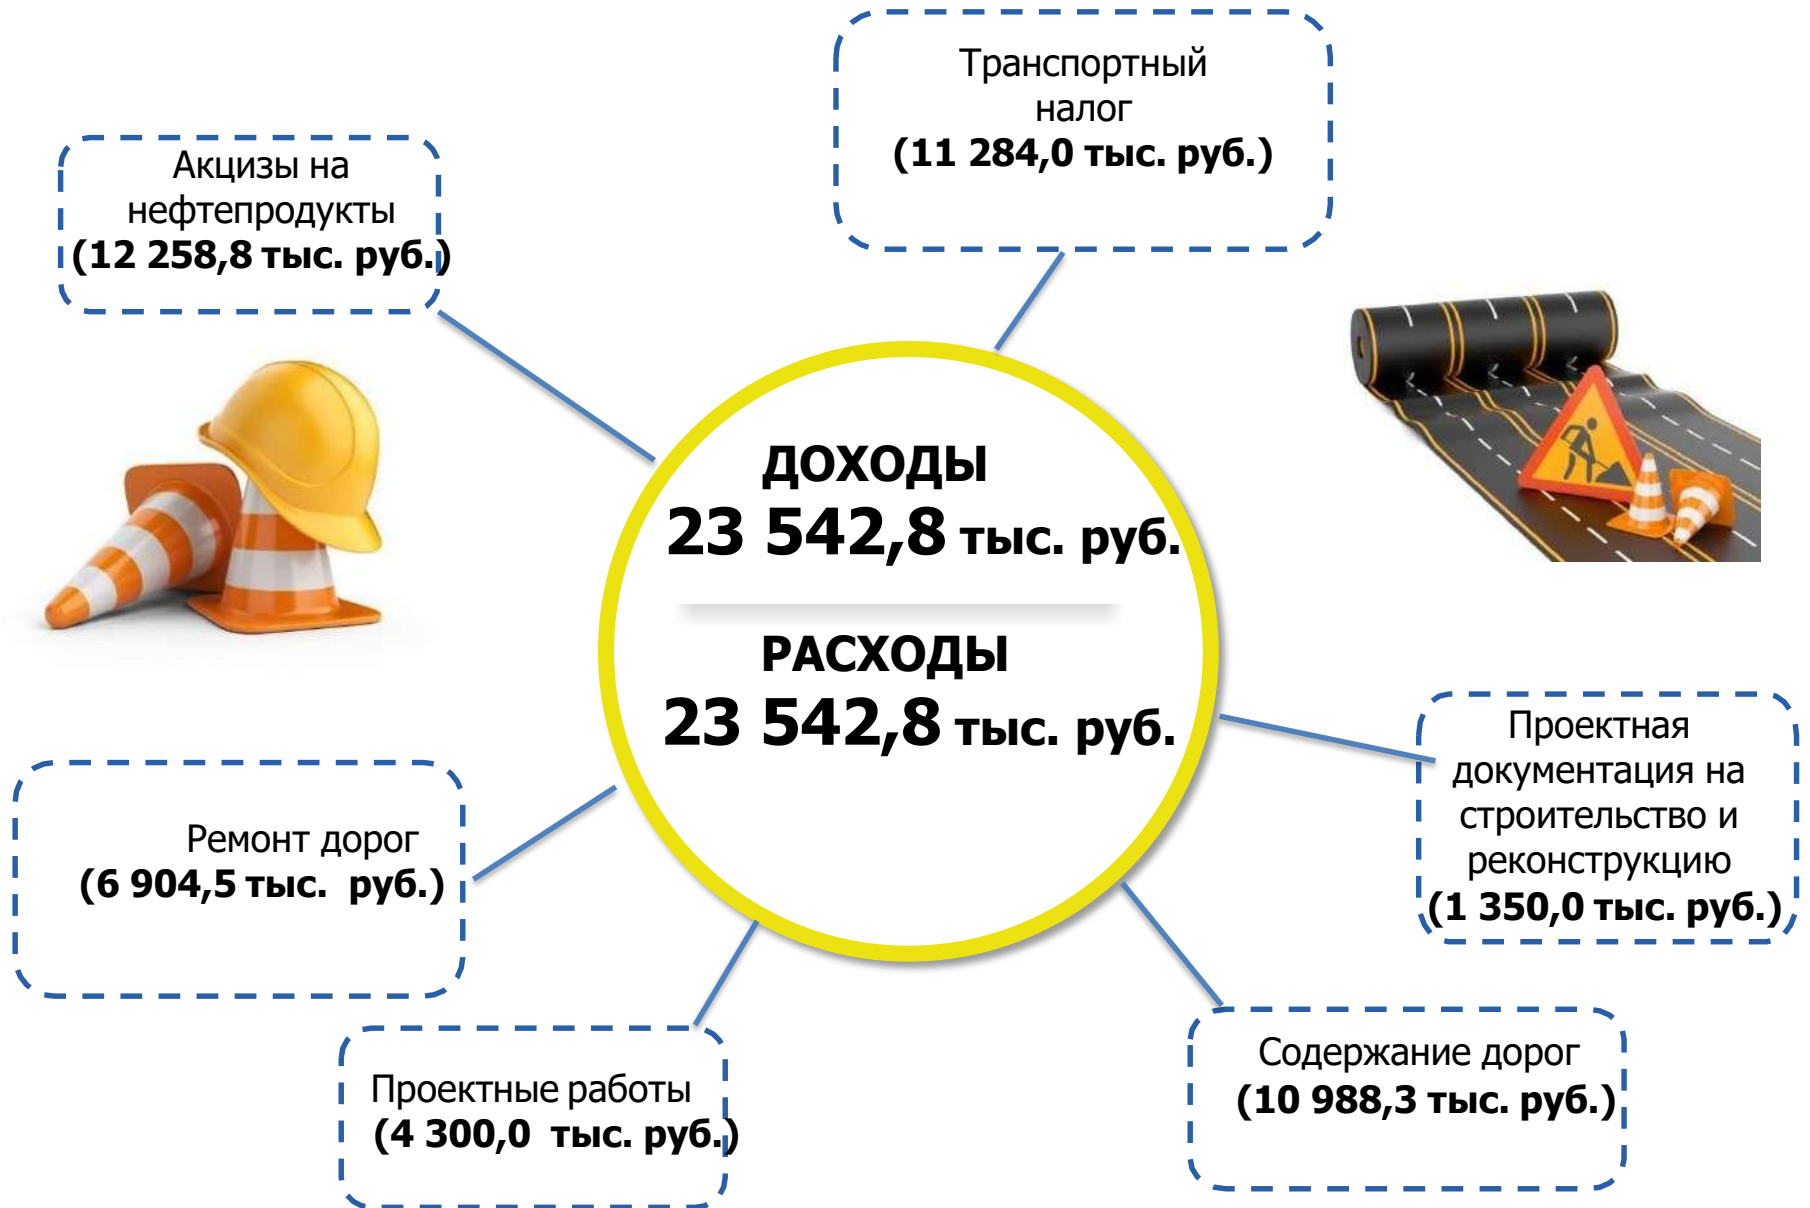 Транспортный
налог
(11 284,0 тыс. руб.)
Акцизы на
нефтепродукты
(12 258,8 тыс. руб.)
ДОХОДЫ
23 542,8 тыс. руб.
РАСХОДЫ
23 542,8 тыс. руб.
Проектная
документация на
строительство и
реконструкцию
(1 350,0 тыс. руб.)
Ремонт дорог
(6 904,5 тыс. руб.)
Содержание дорог
(10 988,3 тыс. руб.)
Проектные работы
(4 300,0 тыс. руб.)